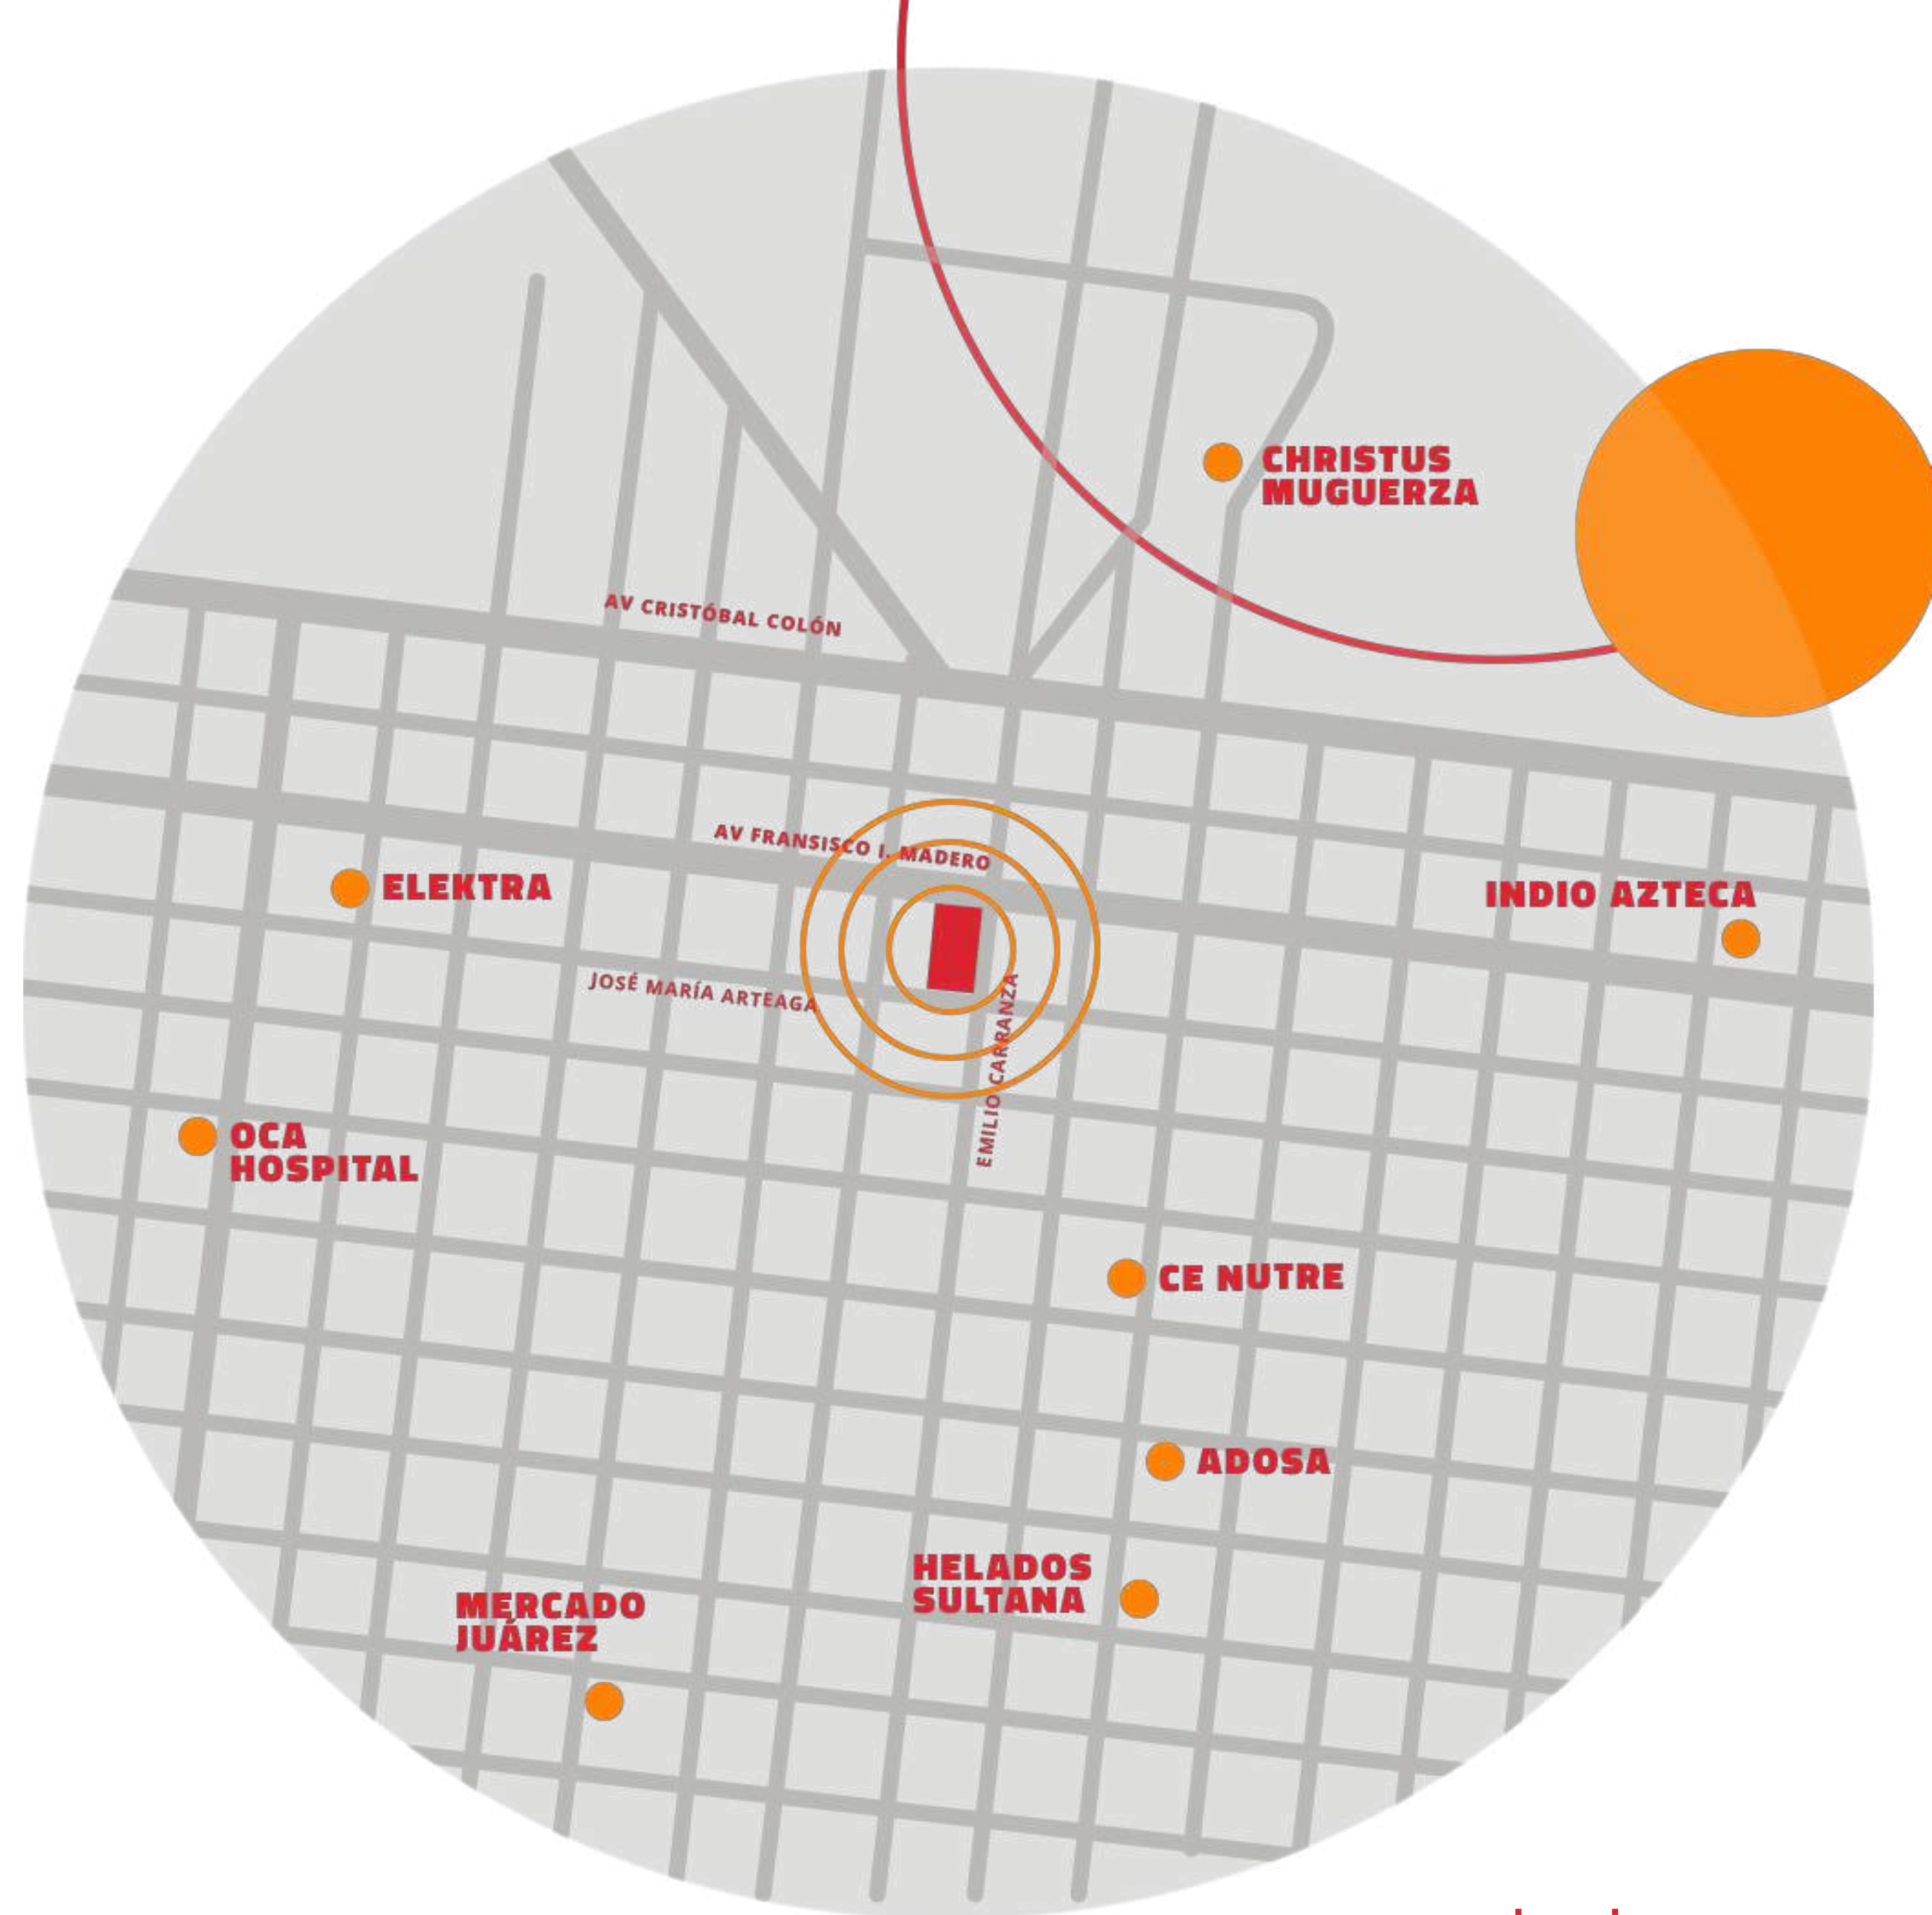 CHRISTUS
MUGUERZA
AV CRISTÓBAL COLÓN
AV FRANSISCO I. MADERO
ELEKTRA
INDIO AZTECA
JOSÉ MARÍA ARTEAGA
EMILIO CARRANZA
OCA
HOSPITAL
CE NUTRE
ADOSA
HELADOS
SULTANA
MERCADO
JUÁREZ